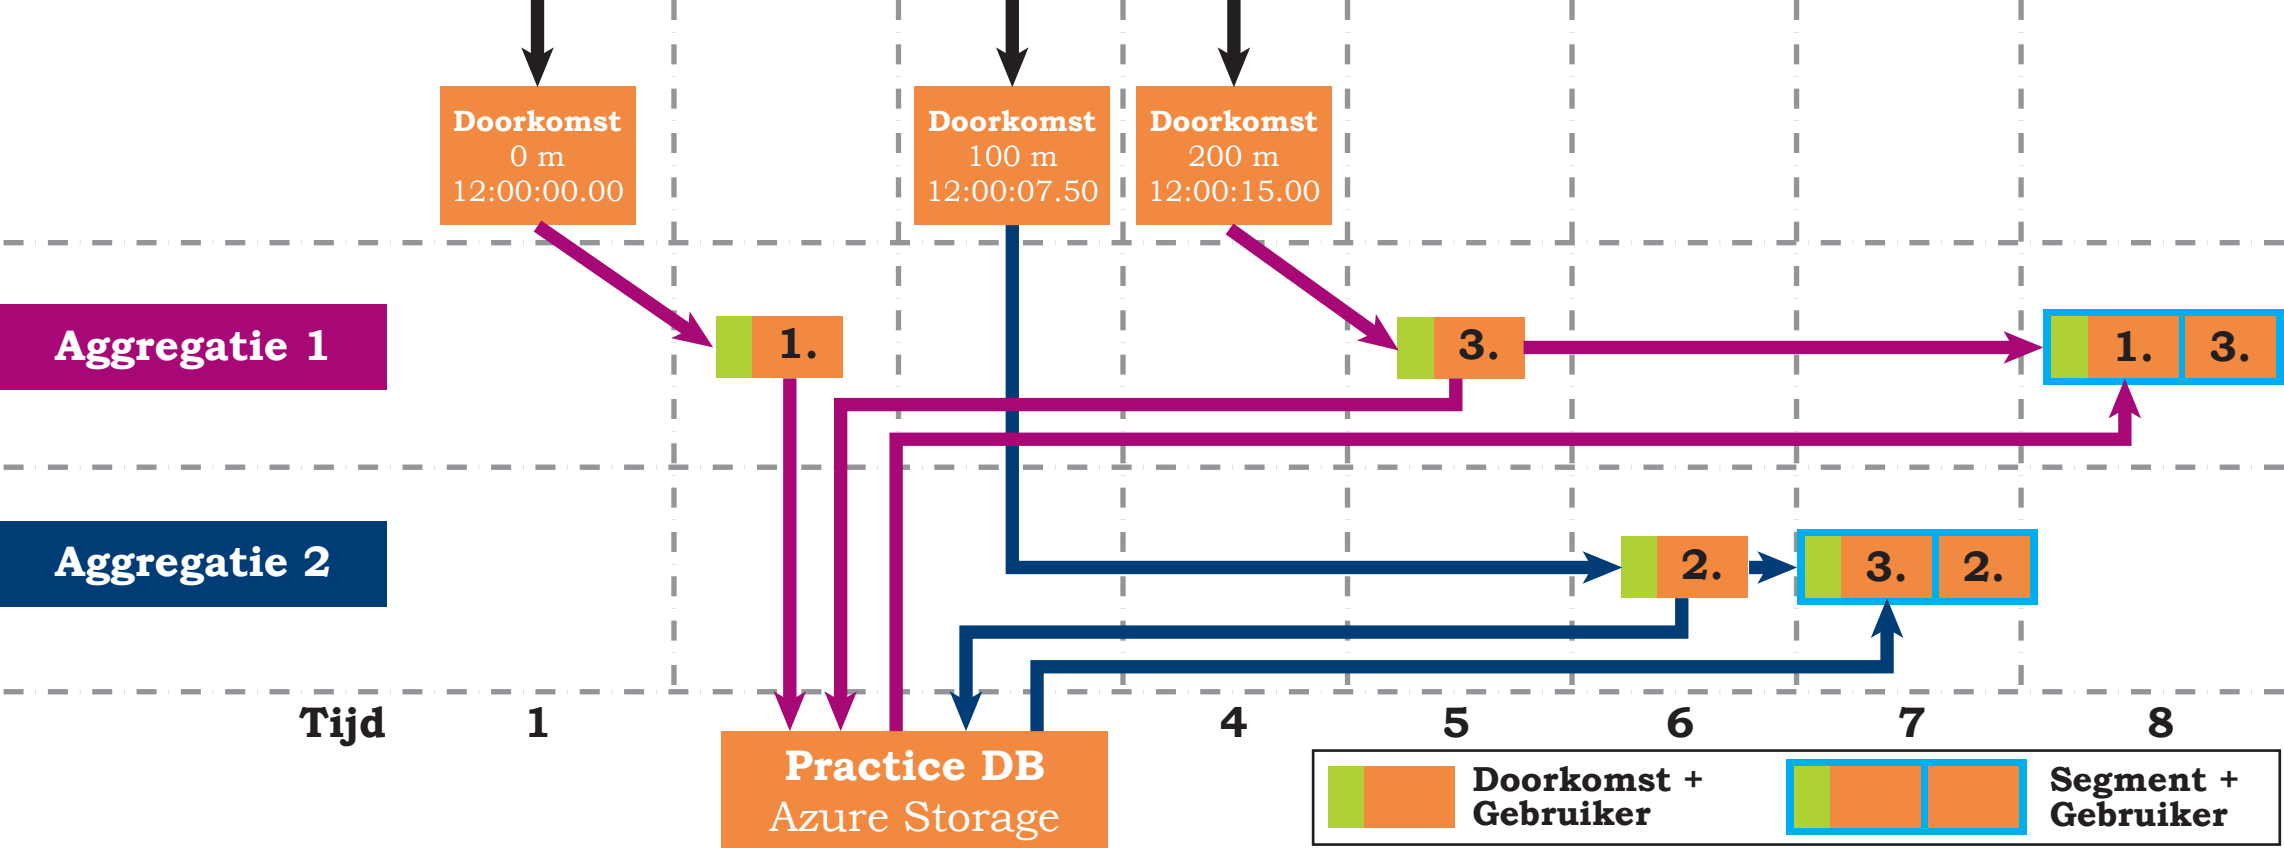 Doorkomst
0 m
12:00:00.00
Doorkomst
100 m
12:00:07.50
Doorkomst
200 m
12:00:15.00
Aggregatie 1
1.
3.
1. 3.
Aggregatie 2
2.
3. 2.
Tijd 1 4 5 6 7 8
Practice DB
Azure Storage
Doorkomst +
Gebruiker
Segment +
Gebruiker